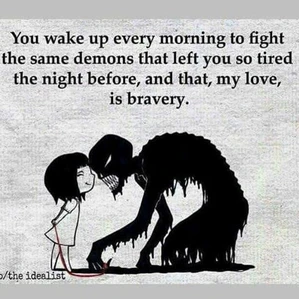 You wake up every morning to fight
the same demons that left you so tired
the night before, and that, my love,
is bravery.
b/the idealist